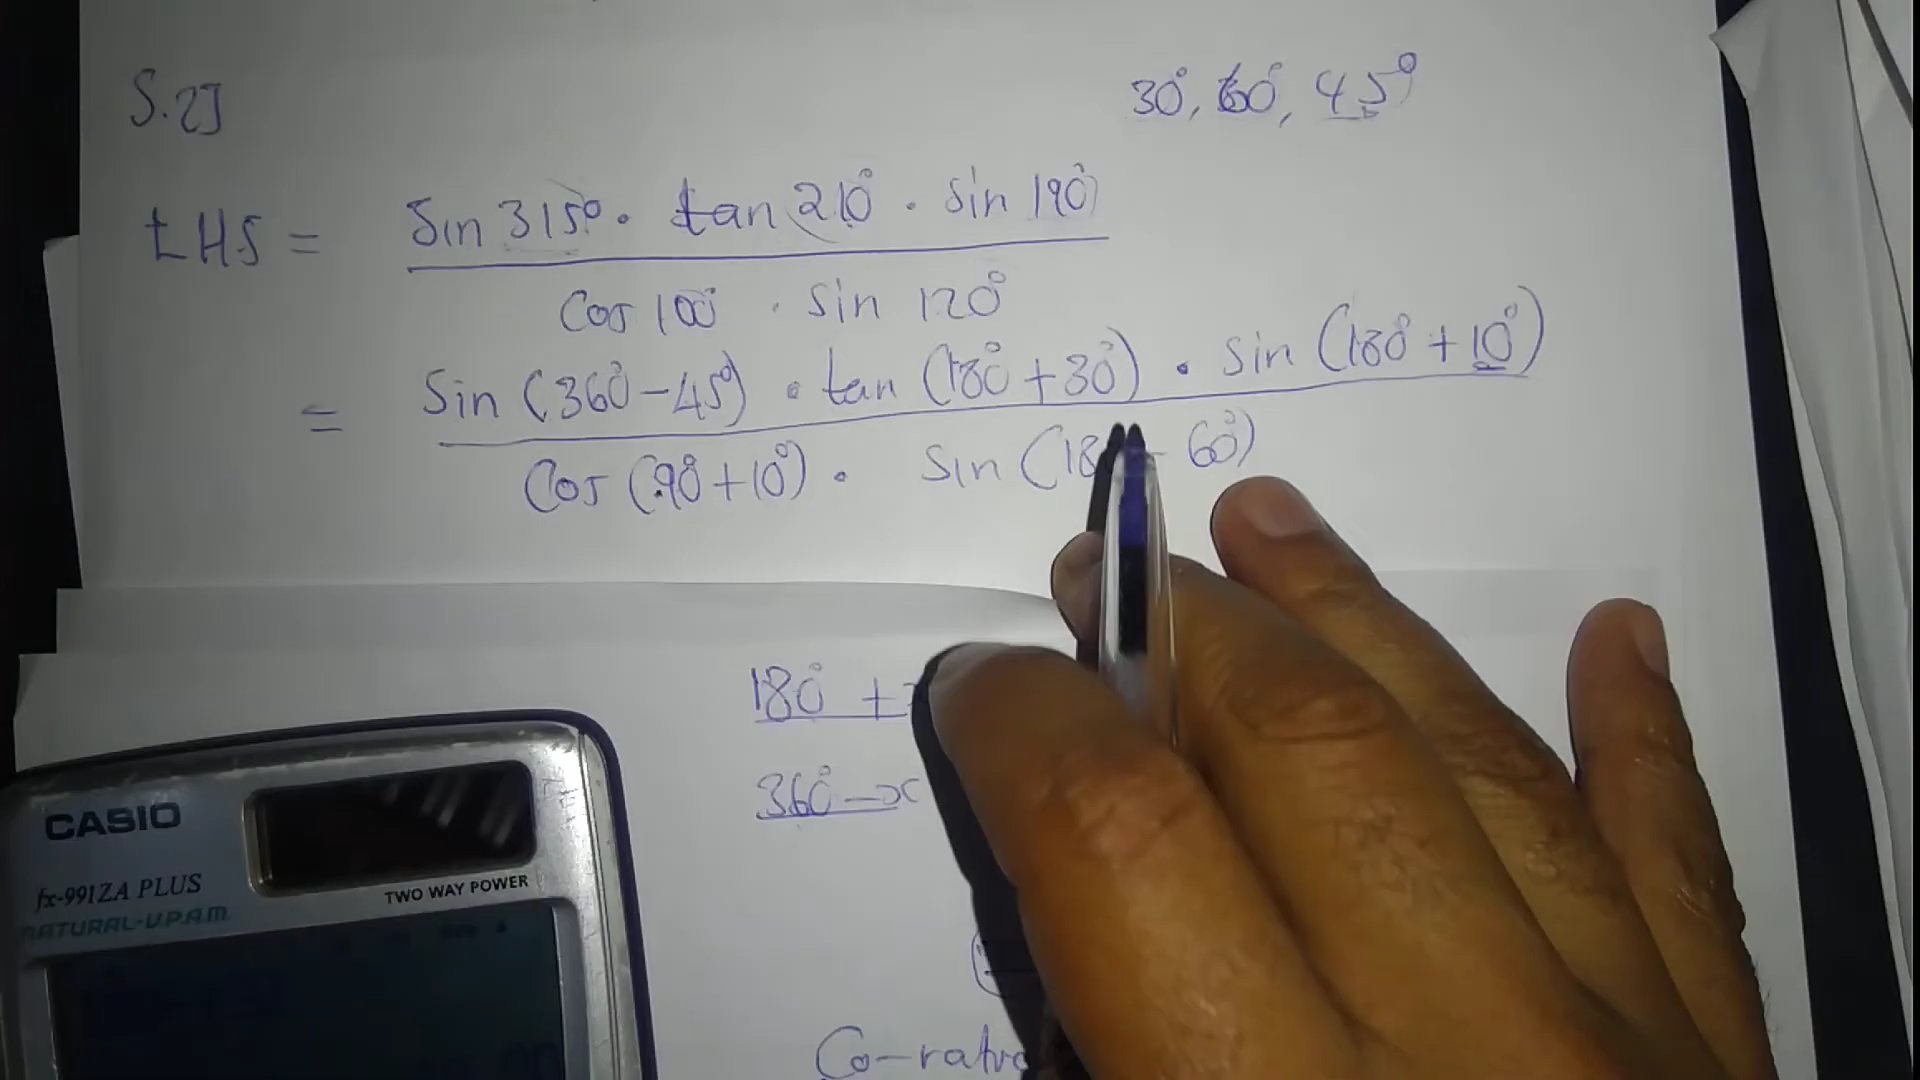 5.2]
30°, 60°, 45°
LHS = sin 315° · tan 210° · sin 190°
cos 100° · sin 120°
= sin (360° - 45°) · tan (180° + 30°) · sin (180° + 10°)
cos (90° + 10°) · sin (18 - 60°)
180° +
360° - x
CASIO
fx-991ZA PLUS
NATURAL-V.P.A.M.
TWO WAY POWER
Co-ratio